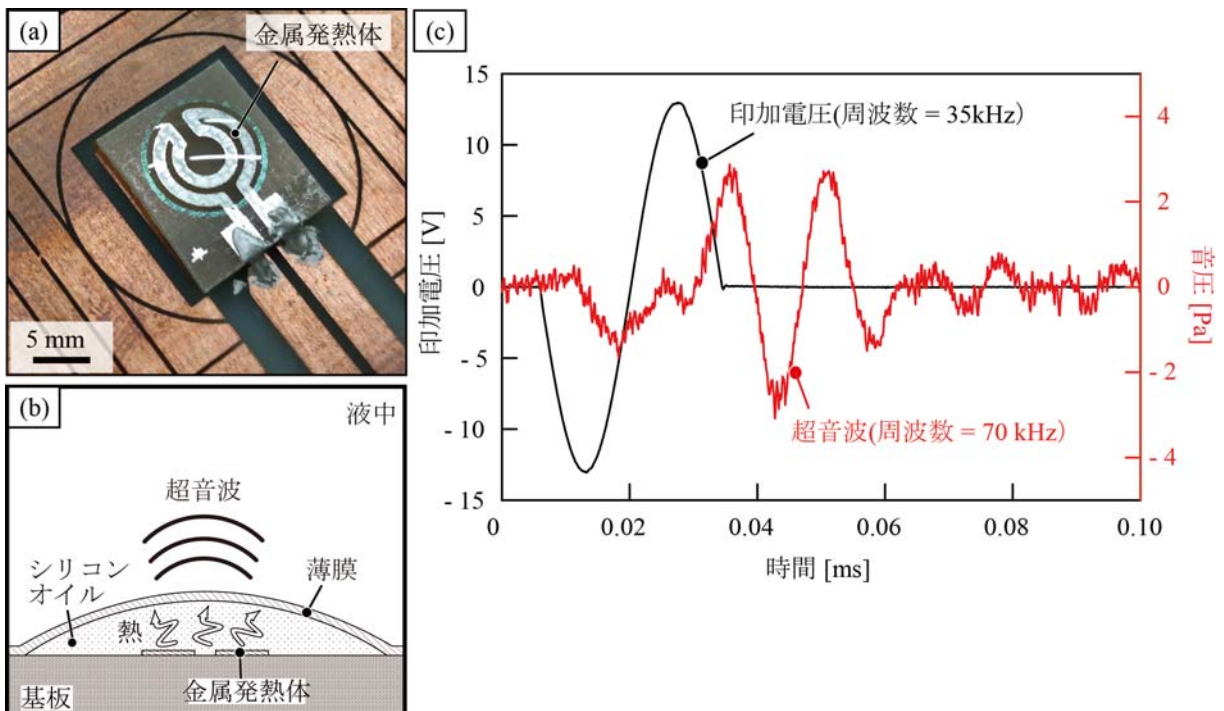 (a)
金属発熱体
5 mm
(b)
液中
超音波
シリコン
オイル
薄膜
熱
金属発熱体
基板
(c)
印加電圧 [V]
15
10
5
0
- 5
-10
- 15
印加電圧(周波数 = 35kHz)
超音波(周波数 = 70 kHz)
4
2
0
- 2
- 4
音圧 [Pa]
0
0.02
0.04
0.06
0.08
0.10
時間 [ms]